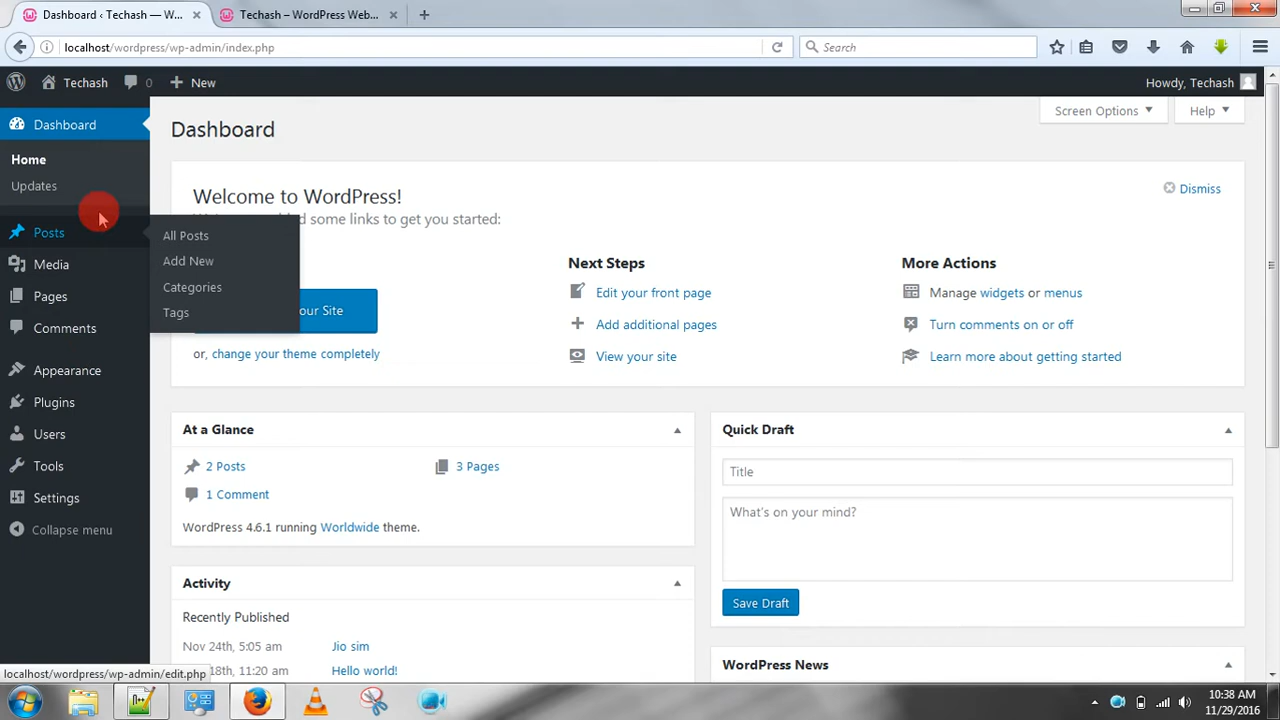 Dashboard ‹ Techash — W...
Techash – WordPress Web...
localhost/wordpress/wp-admin/index.php
Search
Techash
0
New
Howdy, Techash
Dashboard
Home
Updates
Posts
Media
Pages
Comments
Appearance
Plugins
Users
Tools
Settings
Collapse menu
All Posts
Add New
Categories
Tags
Dashboard
Screen Options
Help
Welcome to WordPress!
Dismiss
some links to get you started:
our Site
or, change your theme completely
Next Steps
Edit your front page
Add additional pages
View your site
More Actions
Manage widgets or menus
Turn comments on or off
Learn more about getting started
At a Glance
2 Posts
3 Pages
1 Comment
WordPress 4.6.1 running Worldwide theme.
Activity
Recently Published
Nov 24th, 5:05 am
Jio sim
18th, 11:20 am
Hello world!
Quick Draft
Title
What's on your mind?
Save Draft
WordPress News
localhost/wordpress/wp-admin/edit.php
10:38 AM
11/29/2016